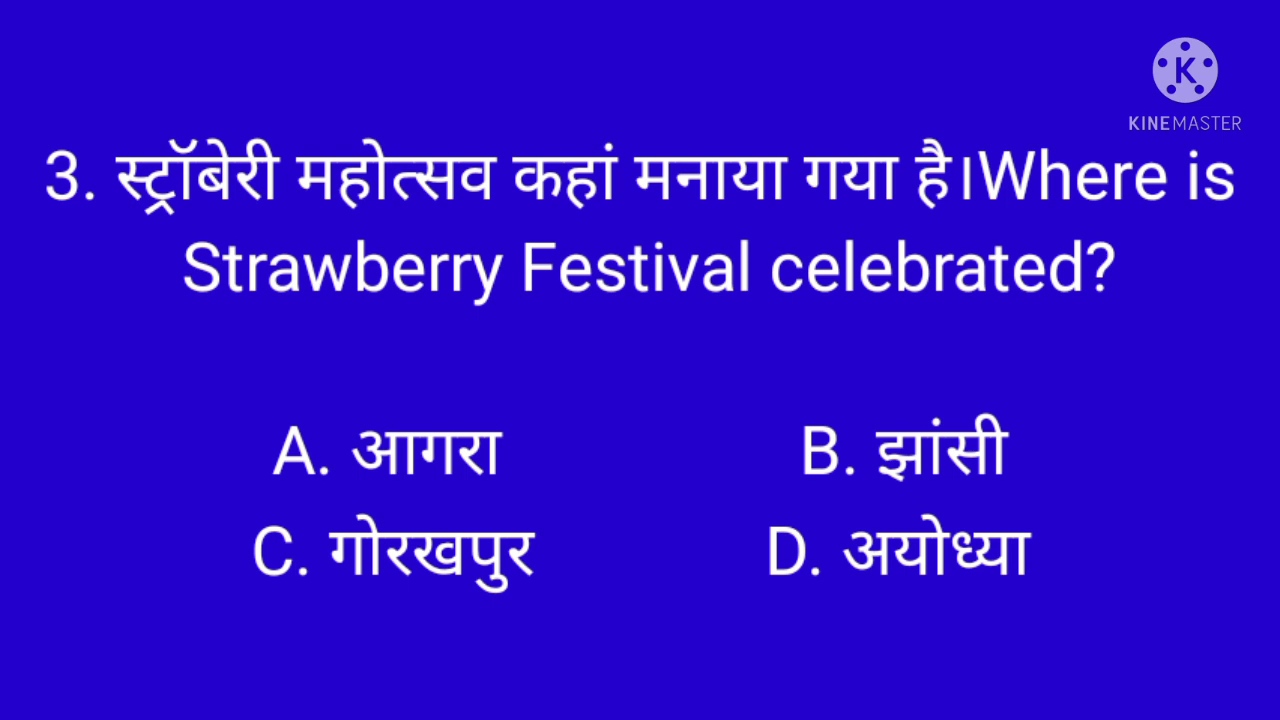 K
KINEMASTER
3. स्ट्रॉबेरी महोत्सव कहां मनाया गया है।Where is
Strawberry Festival celebrated?
A. आगरा B. झांसी
C. गोरखपुर D. अयोध्या